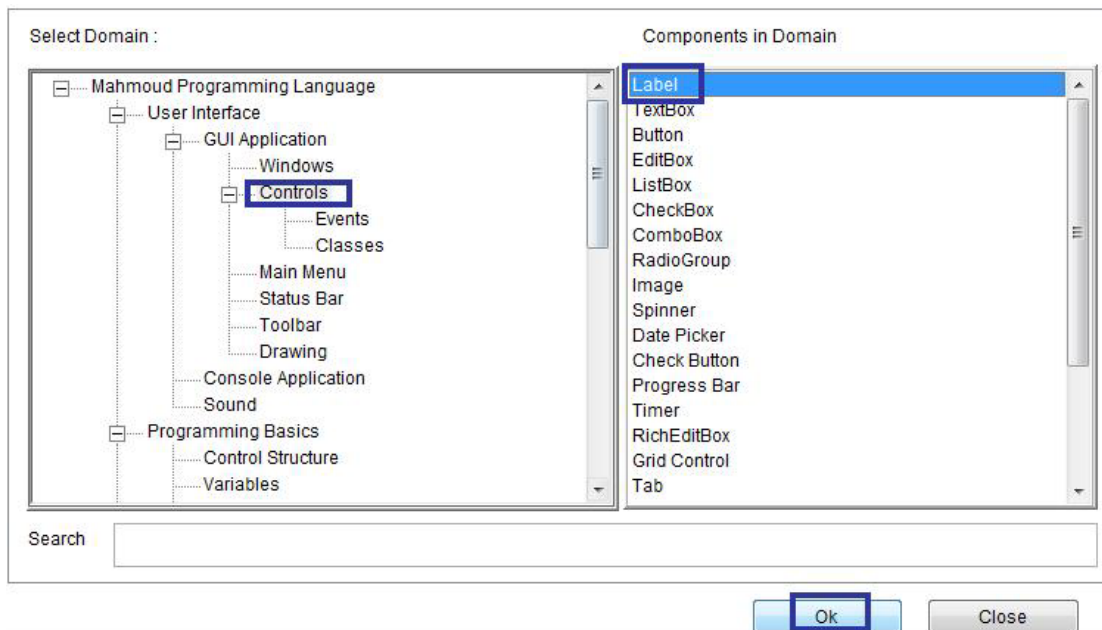 Select Domain :
Components in Domain
Mahmoud Programming Language
User Interface
GUI Application
Windows
Controls
Events
Classes
Main Menu
Status Bar
Toolbar
Drawing
Console Application
Sound
Programming Basics
Control Structure
Variables
Label
TextBox
Button
EditBox
ListBox
CheckBox
ComboBox
RadioGroup
Image
Spinner
Date Picker
Check Button
Progress Bar
Timer
RichEditBox
Grid Control
Tab
Search
Ok
Close